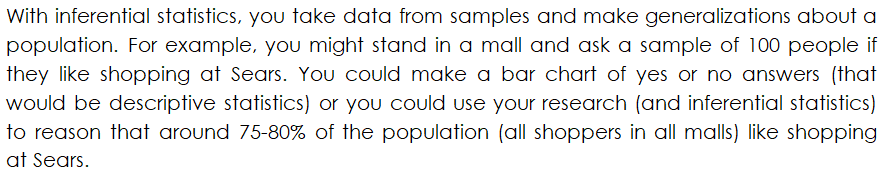 With inferential statistics, you take data from samples and make generalizations about a
population. For example, you might stand in a mall and ask a sample of 100 people if
they like shopping at Sears. You could make a bar chart of yes or no answers (that
would be descriptive statistics) or you could use your research (and inferential statistics)
to reason that around 75-80% of the population (all shoppers in all malls) like shopping
at Sears.